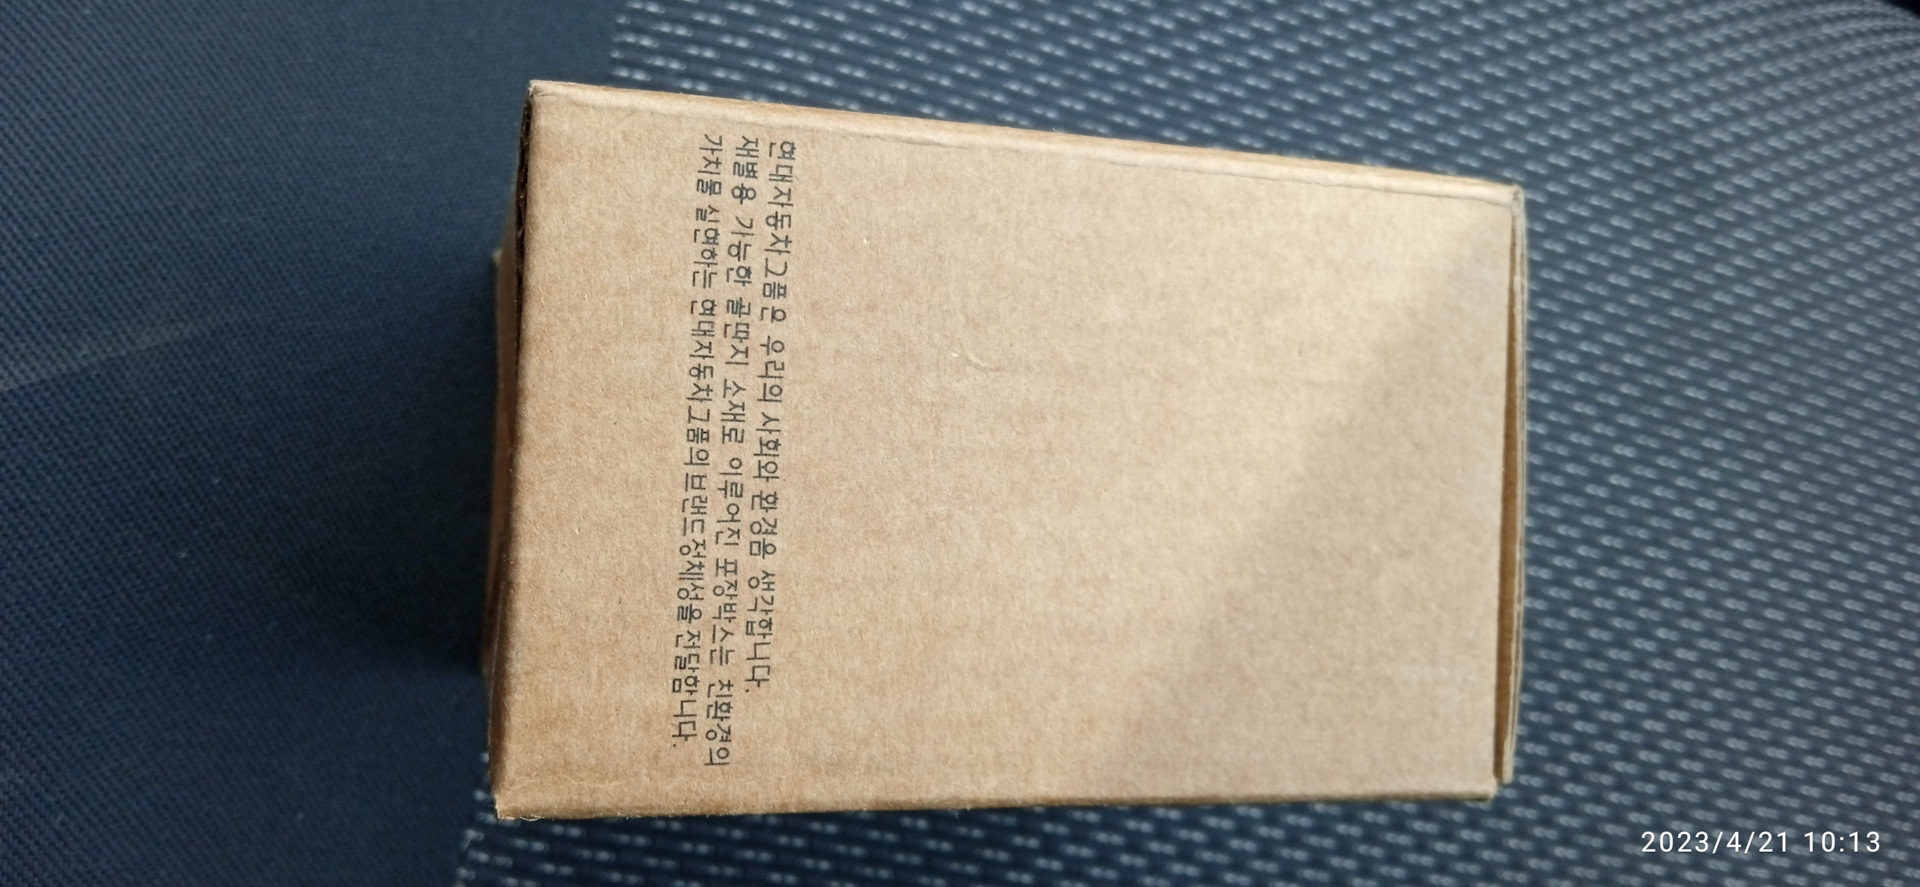 현대자동차그룹은 우리의 사회와 환경을 생각합니다.
재별용 가능한 골판지 소재로 이루어진 포장박스는 친환경의
가치를 실현하는 현대자동차그룹의 브랜드 정체성을 전달합니다.
2023/4/21 10:13